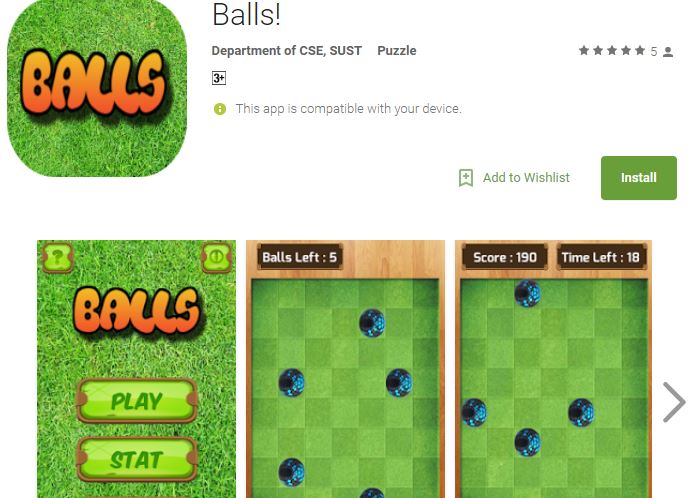 Balls!
Department of CSE, SUST Puzzle
5
3+
This app is compatible with your device.
Add to Wishlist
Install
BALLS
?
!
BALLS
PLAY
STAT
Balls Left : 5
Score : 190 Time Left : 18